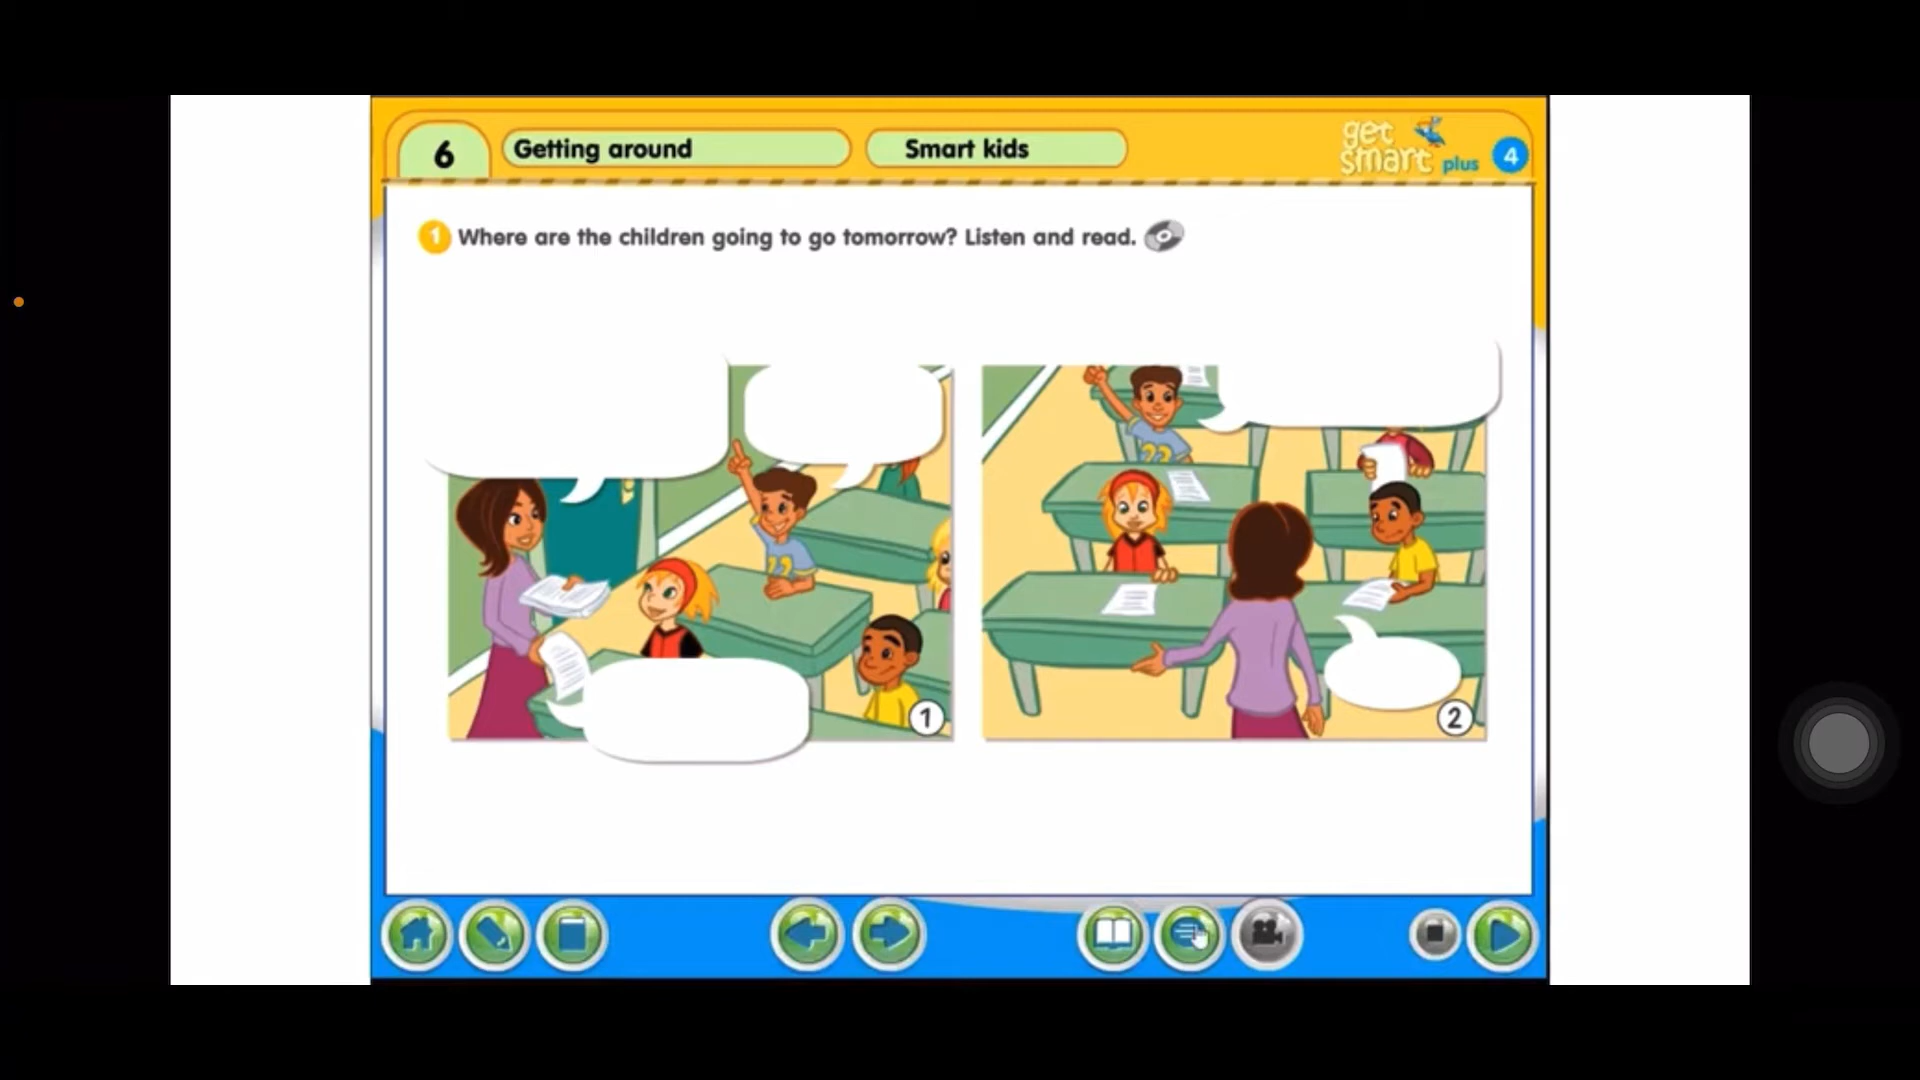 6
Getting around
Smart kids
get smart plus 4
1 Where are the children going to go tomorrow? Listen and read.
22
22
1
2